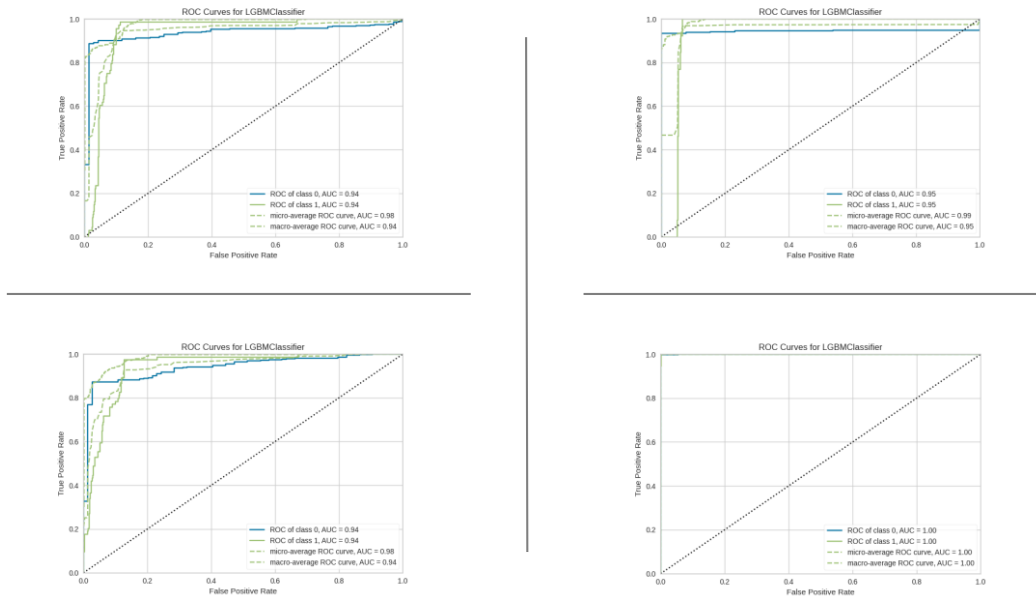 ROC Curves for LGBMClassifier
1.0
0.8
0.6
0.4
0.2
0.0
True Positive Rate
ROC of class 0, AUC = 0.94
ROC of class 1, AUC = 0.94
micro-average ROC curve, AUC = 0.98
macro-average ROC curve, AUC = 0.94
0.0 0.2 0.4 0.6 0.8 1.0
False Positive Rate
ROC Curves for LGBMClassifier
1.0
0.8
0.6
0.4
0.2
0.0
True Positive Rate
ROC of class 0, AUC = 0.95
ROC of class 1, AUC = 0.95
micro-average ROC curve, AUC = 0.99
macro-average ROC curve, AUC = 0.95
0.0 0.2 0.4 0.6 0.8 1.0
False Positive Rate
ROC Curves for LGBMClassifier
1.0
0.8
0.6
0.4
0.2
0.0
True Positive Rate
ROC of class 0, AUC = 0.94
ROC of class 1, AUC = 0.94
micro-average ROC curve, AUC = 0.98
macro-average ROC curve, AUC = 0.94
0.0 0.2 0.4 0.6 0.8 1.0
False Positive Rate
ROC Curves for LGBMClassifier
1.0
0.8
0.6
0.4
0.2
0.0
True Positive Rate
ROC of class 0, AUC = 1.00
ROC of class 1, AUC = 1.00
micro-average ROC curve, AUC = 1.00
macro-average ROC curve, AUC = 1.00
0.0 0.2 0.4 0.6 0.8 1.0
False Positive Rate